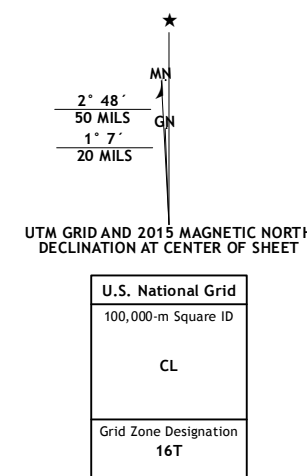 MN
GN
2° 48´
50 MILS
1° 7´
20 MILS
UTM GRID AND 2015 MAGNETIC NORTH
DECLINATION AT CENTER OF SHEET
U.S. National Grid
100,000-m Square ID
CL
Grid Zone Designation
16T